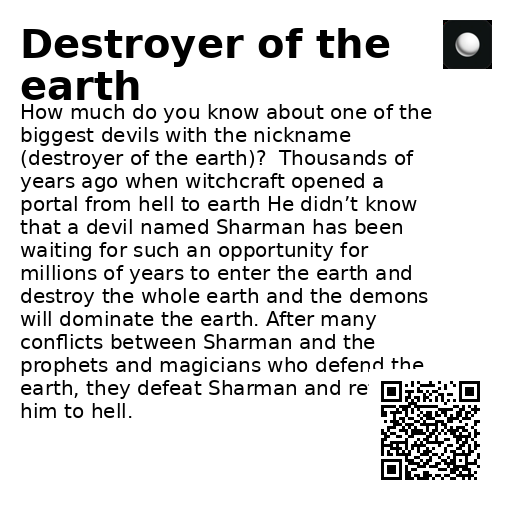 Destroyer of the
earth
How much do you know about one of the
biggest devils with the nickname
(destroyer of the earth)?  Thousands of
years ago when witchcraft opened a
portal from hell to earth He didn’t know
that a devil named Sharman has been
waiting for such an opportunity for
millions of years to enter the earth and
destroy the whole earth and the demons
will dominate the earth. After many
conflicts between Sharman and the
prophets and magicians who defend the
earth, they defeat Sharman and
him to hell.